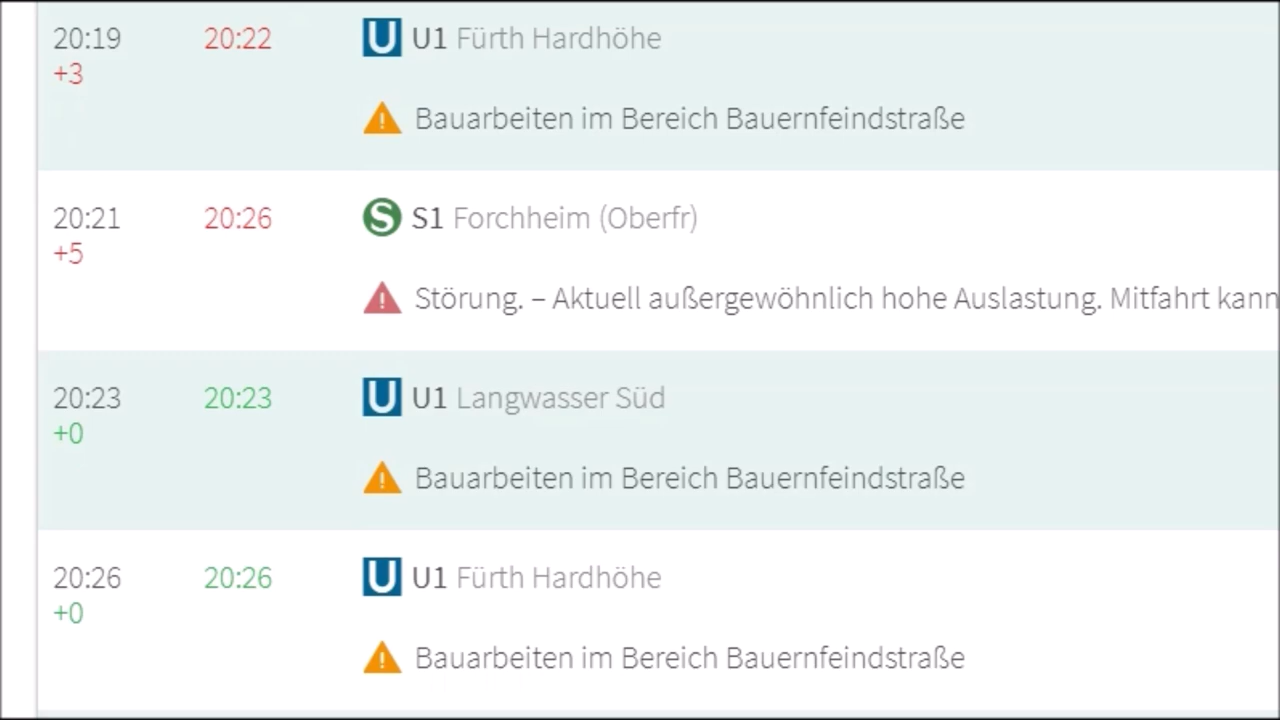 20:19 20:22 U U1 Fürth Hardhöhe
+3
! Bauarbeiten im Bereich Bauernfeindstraße
20:21 20:26 S S1 Forchheim (Oberfr)
+5
! Störung. – Aktuell außergewöhnlich hohe Auslastung. Mitfahrt kann
20:23 20:23 U U1 Langwasser Süd
+0
! Bauarbeiten im Bereich Bauernfeindstraße
20:26 20:26 U U1 Fürth Hardhöhe
+0
! Bauarbeiten im Bereich Bauernfeindstraße